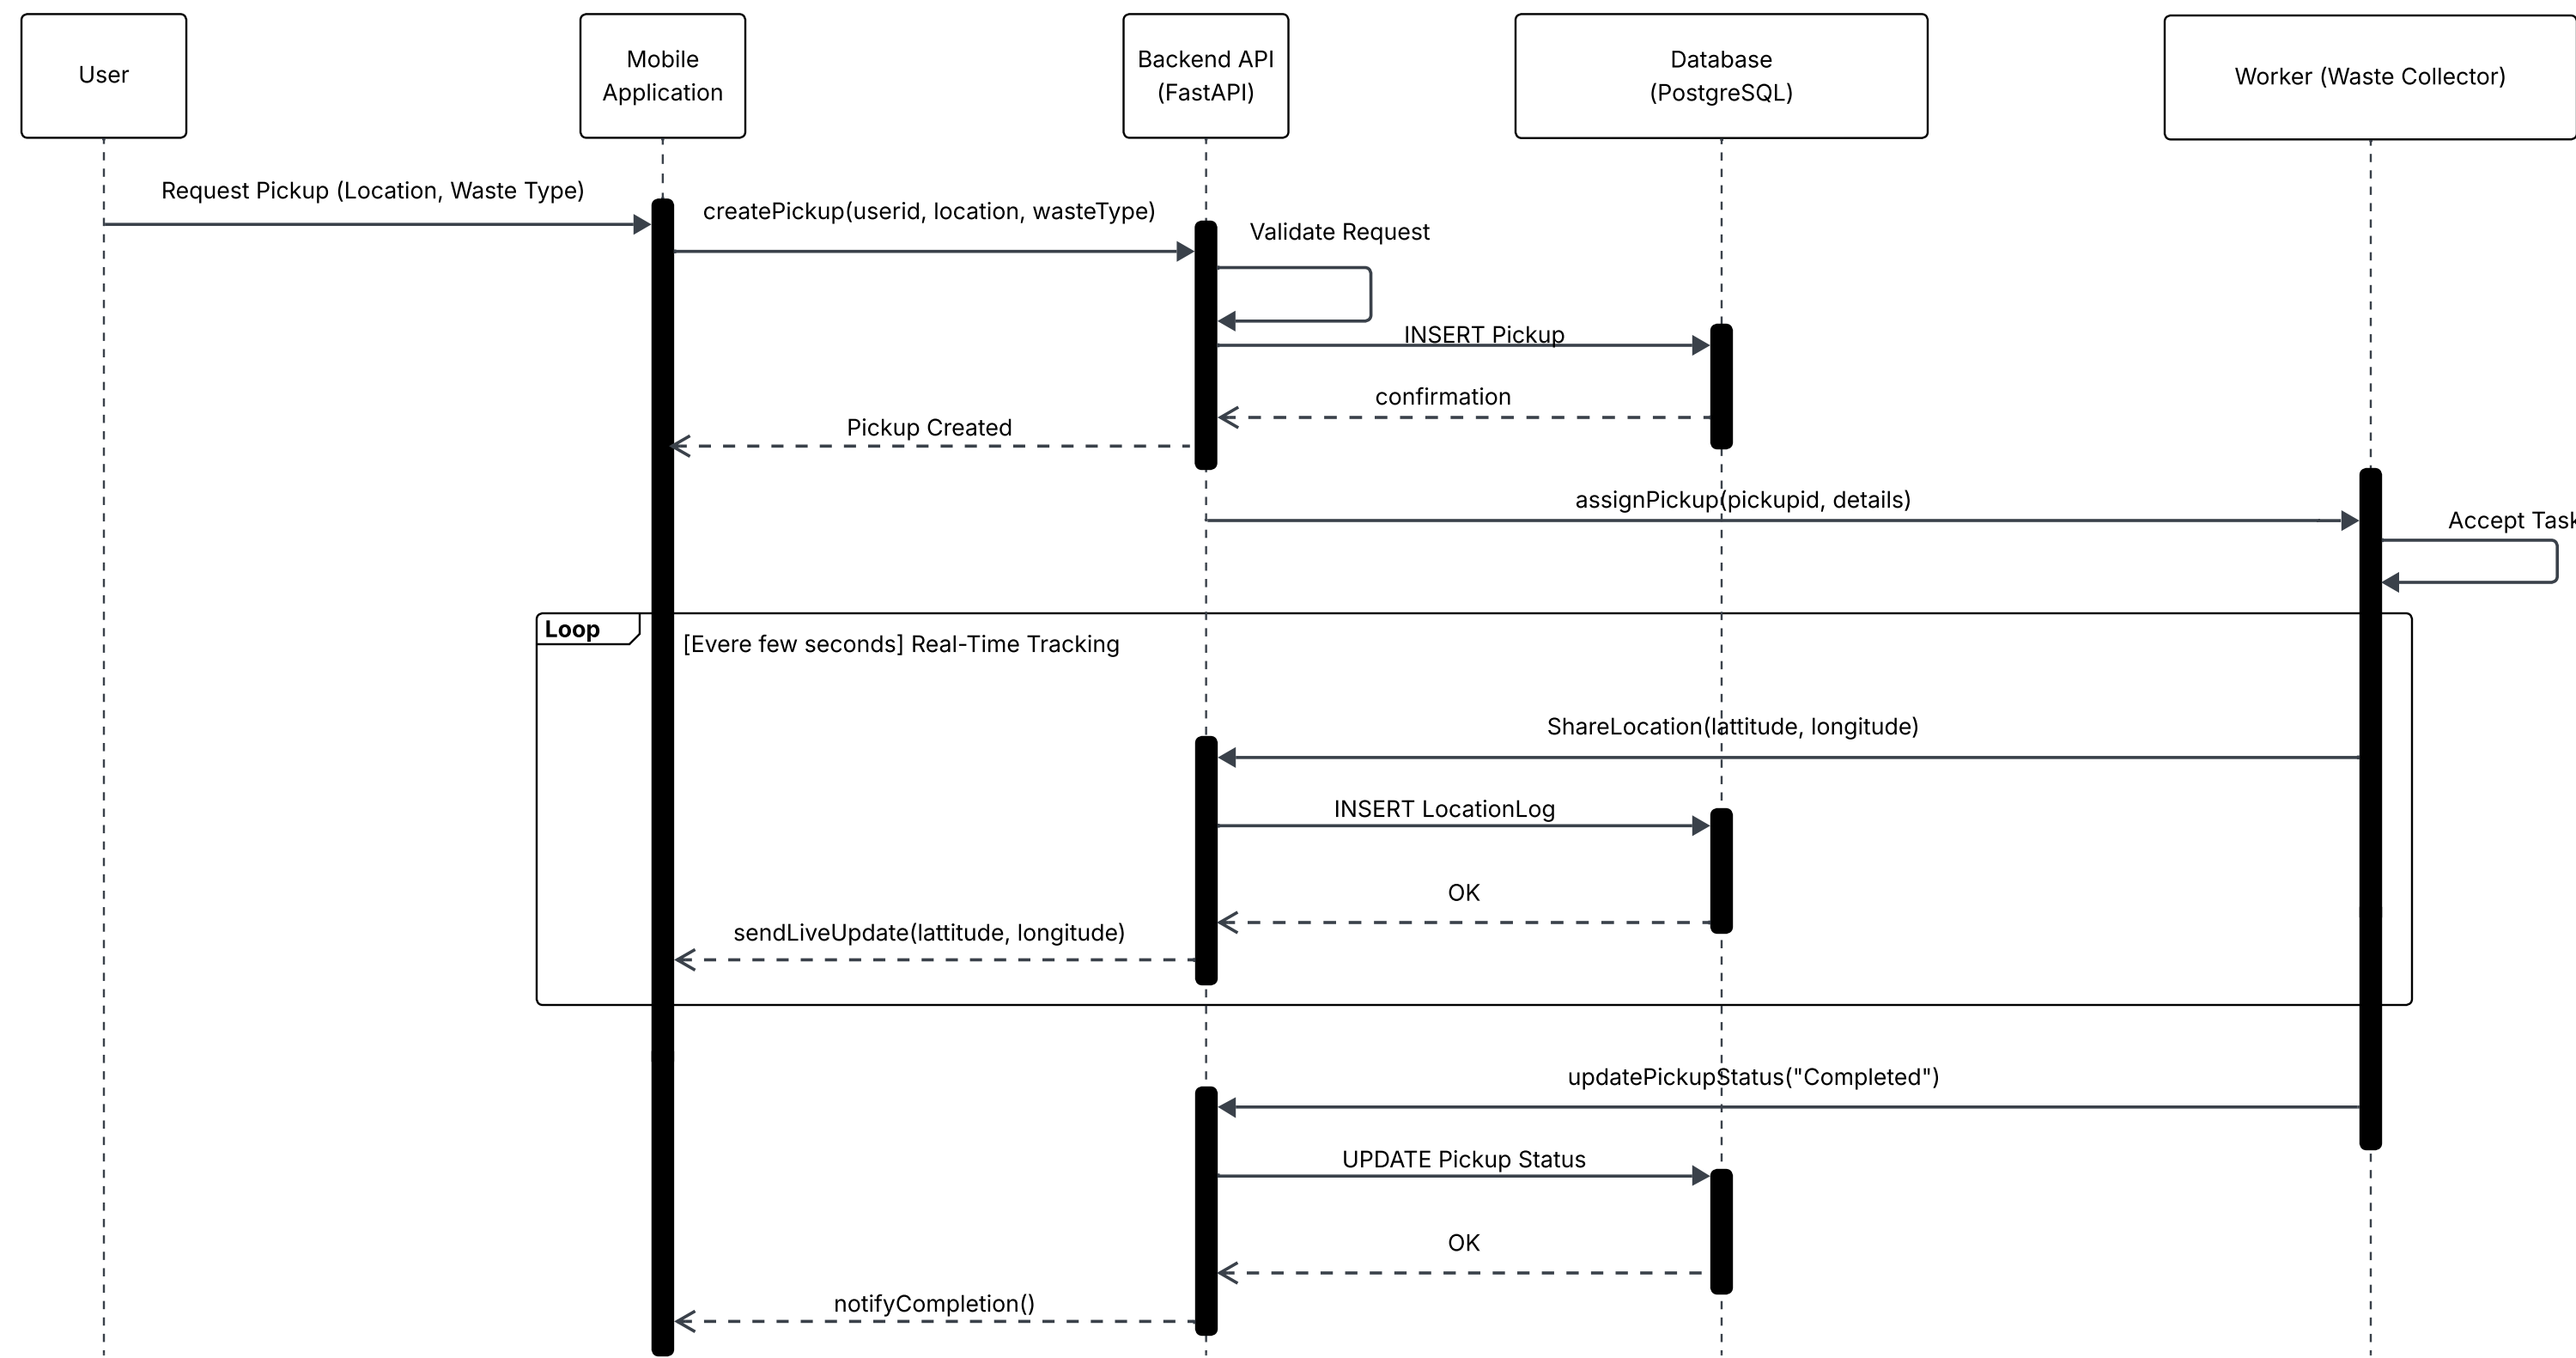 User
Mobile
Application
Backend API
(FastAPI)
Database
(PostgreSQL)
Worker (Waste Collector)
Request Pickup (Location, Waste Type)
createPickup(userid, location, wasteType)
Validate Request
INSERT Pickup
confirmation
Pickup Created
assignPickup(pickupid, details)
Accept Task
Loop
[Evere few seconds] Real-Time Tracking
ShareLocation(lattitude, longitude)
INSERT LocationLog
OK
sendLiveUpdate(lattitude, longitude)
updatePickupStatus("Completed")
UPDATE Pickup Status
OK
notifyCompletion()